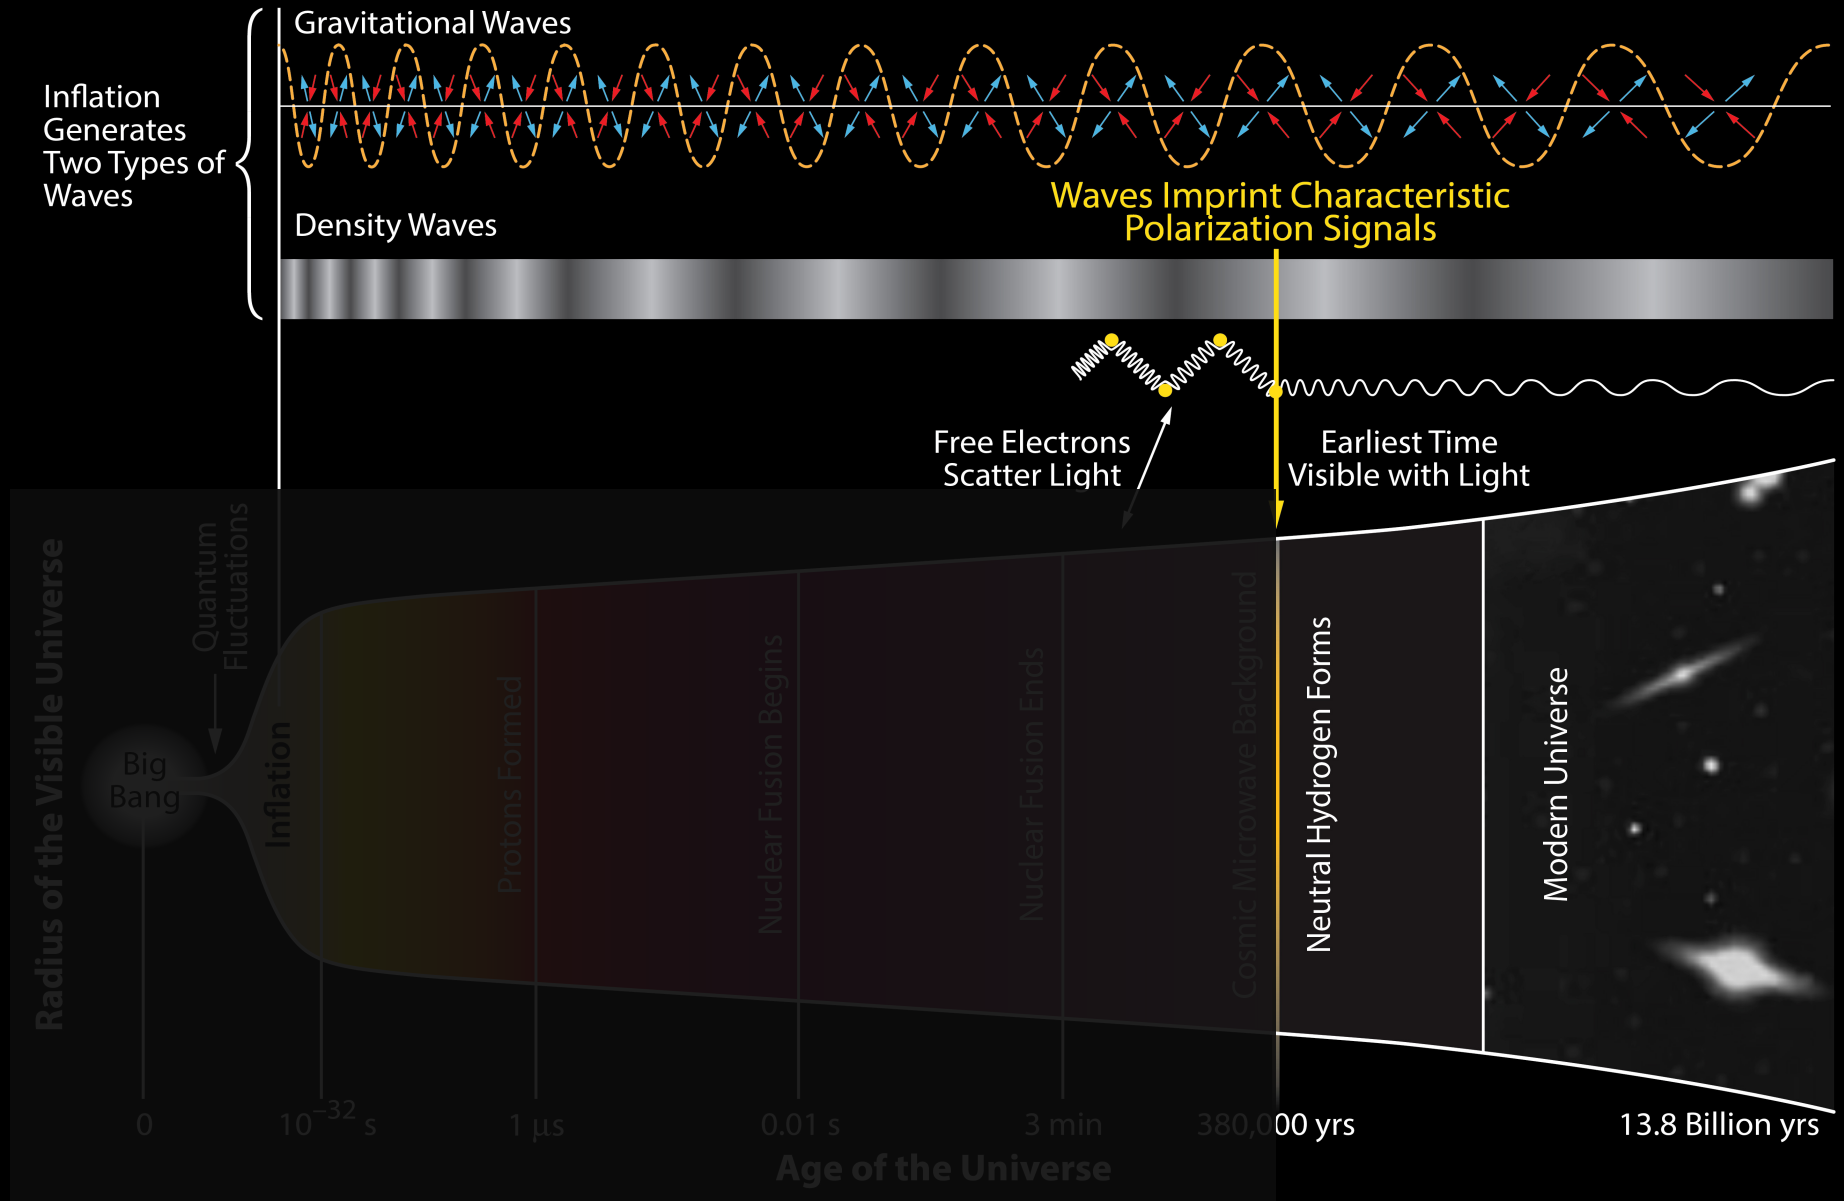 Gravitational Waves
Inflation
Generates
Two Types of
Waves
Waves Imprint Characteristic
Polarization Signals
Density Waves
Free Electrons
Scatter Light
Earliest Time
Visible with Light
Radius of the Visible Universe
Quantum
Fluctuations
Big
Bang
Inflation
Protons Formed
Nuclear Fusion Begins
Nuclear Fusion Ends
Cosmic Microwave Background
Neutral Hydrogen Forms
Modern Universe
0
10⁻³² s
1 µs
0.01 s
3 min
380,000 yrs
13.8 Billion yrs
Age of the Universe